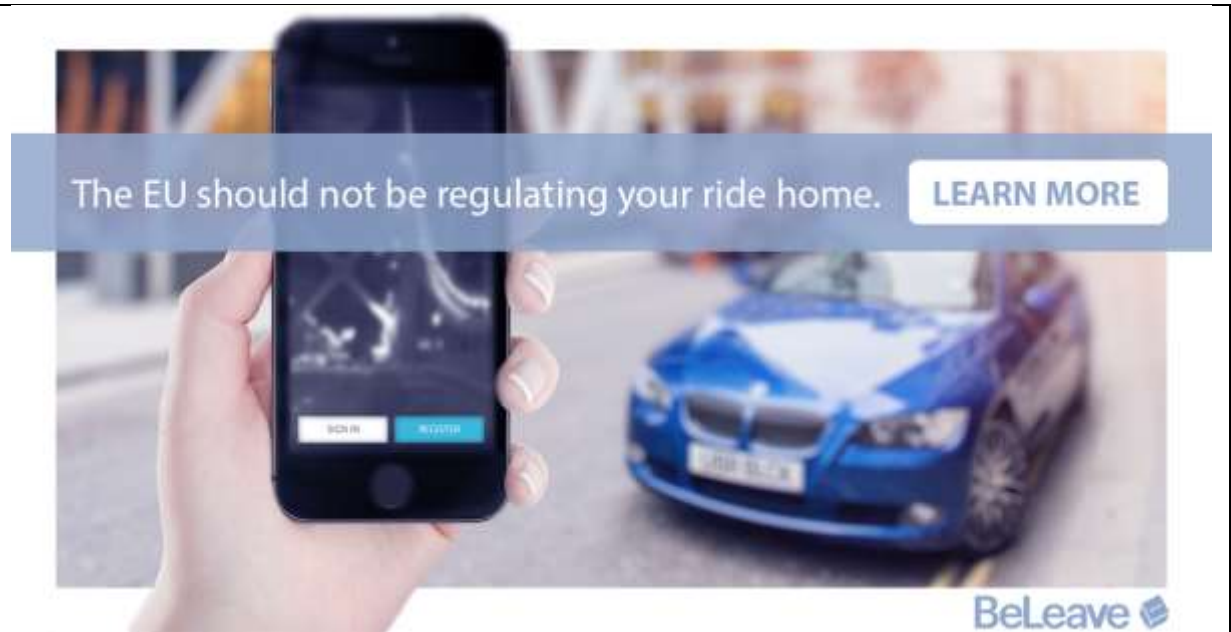 The EU should not be regulating your ride home.
LEARN MORE
SIGN IN
REGISTER
BeLeave